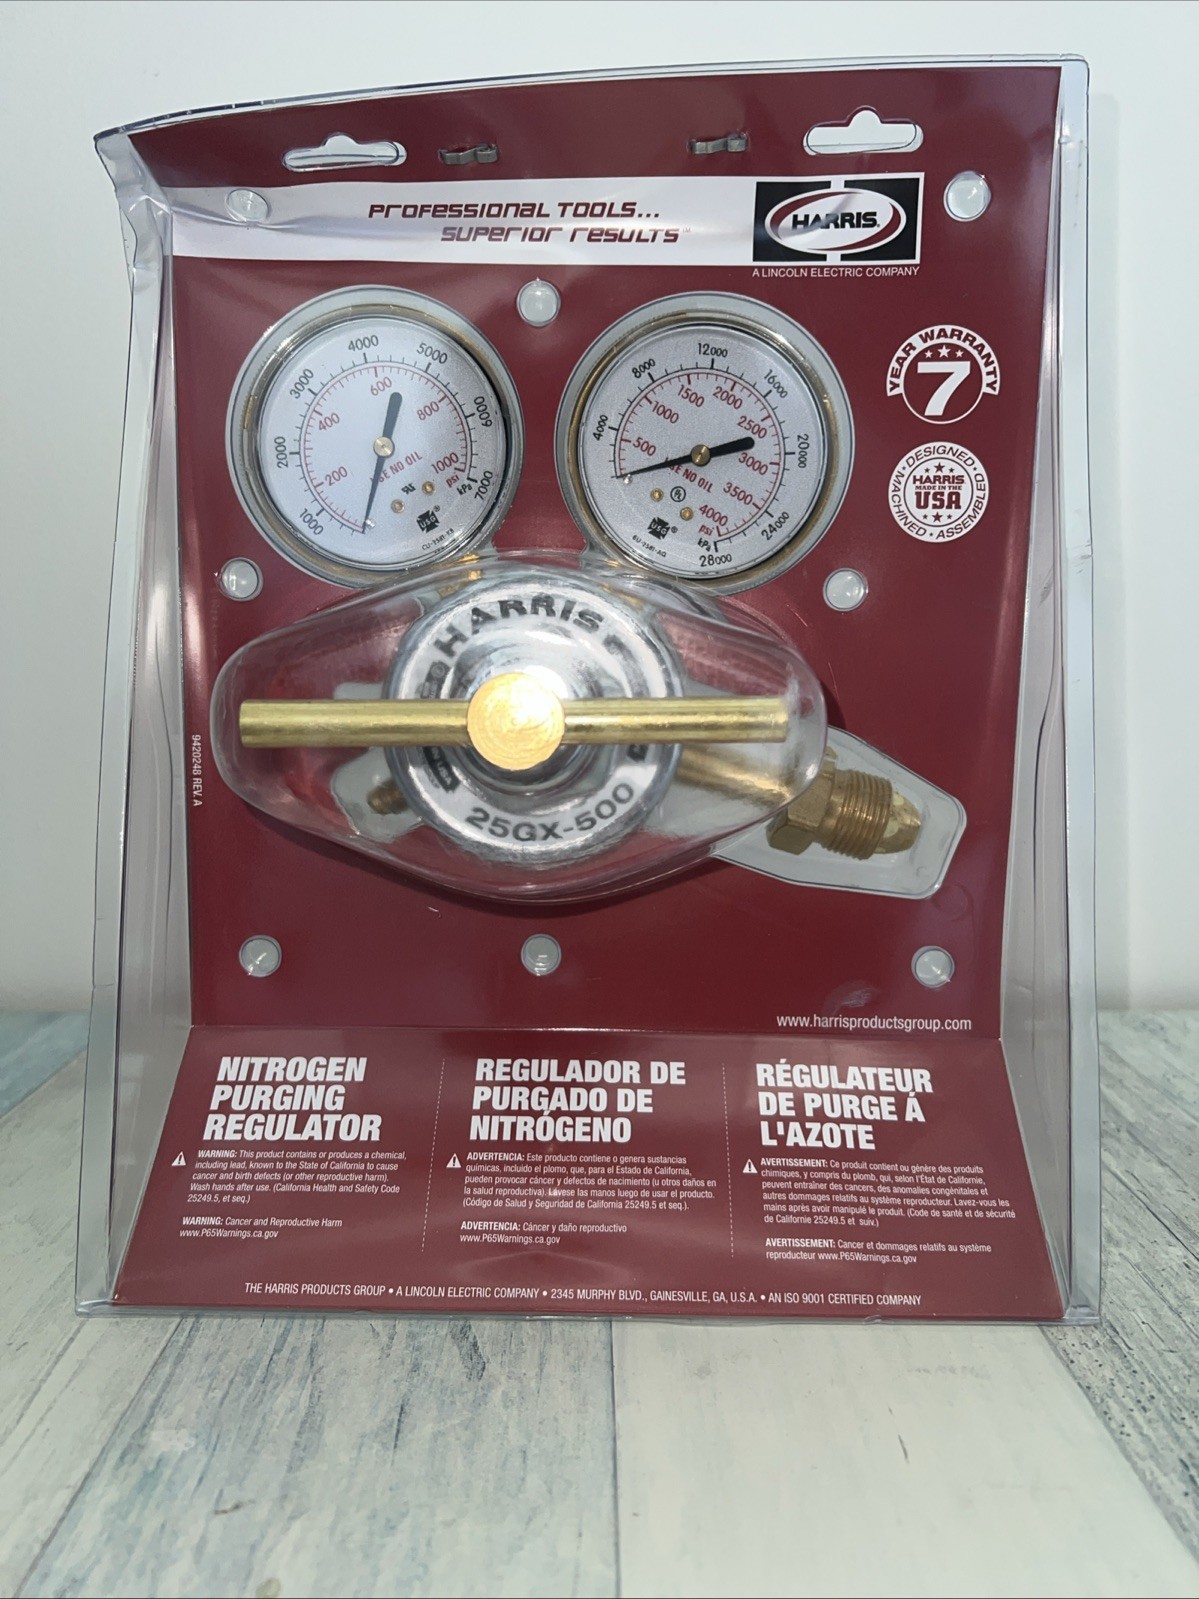 PROFESSIONAL TOOLS...
SUPERIOR RESULTS™
HARRIS®
A LINCOLN ELECTRIC COMPANY
7 YEAR WARRANTY
DESIGNED • MACHINED • ASSEMBLED
HARRIS
MADE IN THE
USA
1000 2000 3000 4000 5000 6000 7000
200 400 600 800 1000
psi
kPa
USE NO OIL
U.S.G ®
4000 8000 12000 16000 20000 24000 28000
500 1000 1500 2000 2500 3000 3500 4000
psi
kPa
USE NO OIL
U.S.G ®
HARRIS
25GX-500
9420248 REV. A
www.harrisproductsgroup.com
NITROGEN
PURGING
REGULATOR
WARNING: This product contains or produces a chemical,
including lead, known to the State of California to cause
cancer and birth defects (or other reproductive harm).
Wash hands after use. (California Health and Safety Code
25249.5, et seq.)
WARNING: Cancer and Reproductive Harm
www.P65Warnings.ca.gov
REGULADOR DE
PURGADO DE
NITRÓGENO
ADVERTENCIA: Este producto contiene o genera sustancias
químicas, incluido el plomo, que, para el Estado de California,
pueden provocar cáncer y defectos de nacimiento (u otros daños en
la salud reproductiva). Lávese las manos luego de usar el producto.
(Código de Salud y Seguridad de California 25249.5 et seq.).
ADVERTENCIA: Cáncer y daño reproductivo
www.P65Warnings.ca.gov
RÉGULATEUR
DE PURGE À
L'AZOTE
AVERTISSEMENT: Ce produit contient ou génère des produits
chimiques, y compris du plomb, qui, selon l'État de Californie,
peuvent entraîner des cancers, des anomalies congénitales et
autres dommages relatifs au système reproducteur. Lavez-vous les
mains après avoir manipulé le produit. (Code de santé et de sécurité
de Californie 25249.5 et suiv.)
AVERTISSEMENT: Cancer et dommages relatifs au système
reproducteur www.P65Warnings.ca.gov
THE HARRIS PRODUCTS GROUP • A LINCOLN ELECTRIC COMPANY • 2345 MURPHY BLVD., GAINESVILLE, GA, U.S.A. • AN ISO 9001 CERTIFIED COMPANY